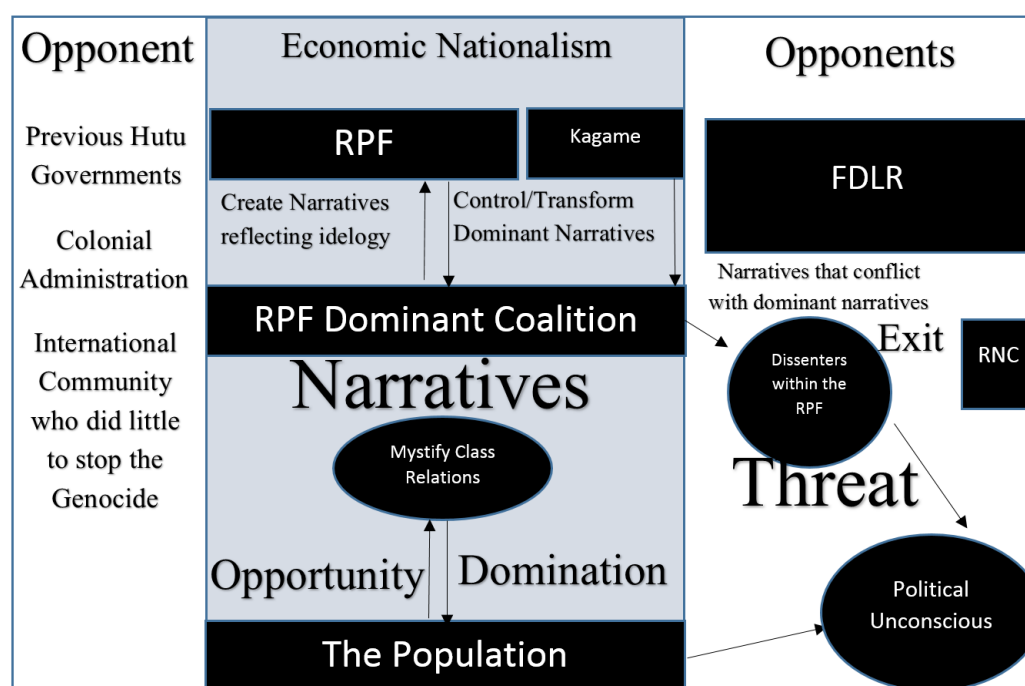 Opponent
Previous Hutu
Governments
Colonial
Administration
International
Community
who did little
to stop the
Genocide
Economic Nationalism
RPF
Kagame
Create Narratives
reflecting idelogy
Control/Transform
Dominant Narratives
RPF Dominant Coalition
Narratives
Mystify Class
Relations
Opportunity
Domination
The Population
Opponents
FDLR
Narratives that conflict
with dominant narratives
Exit
RNC
Dissenters
within the
RPF
Threat
Political
Unconscious